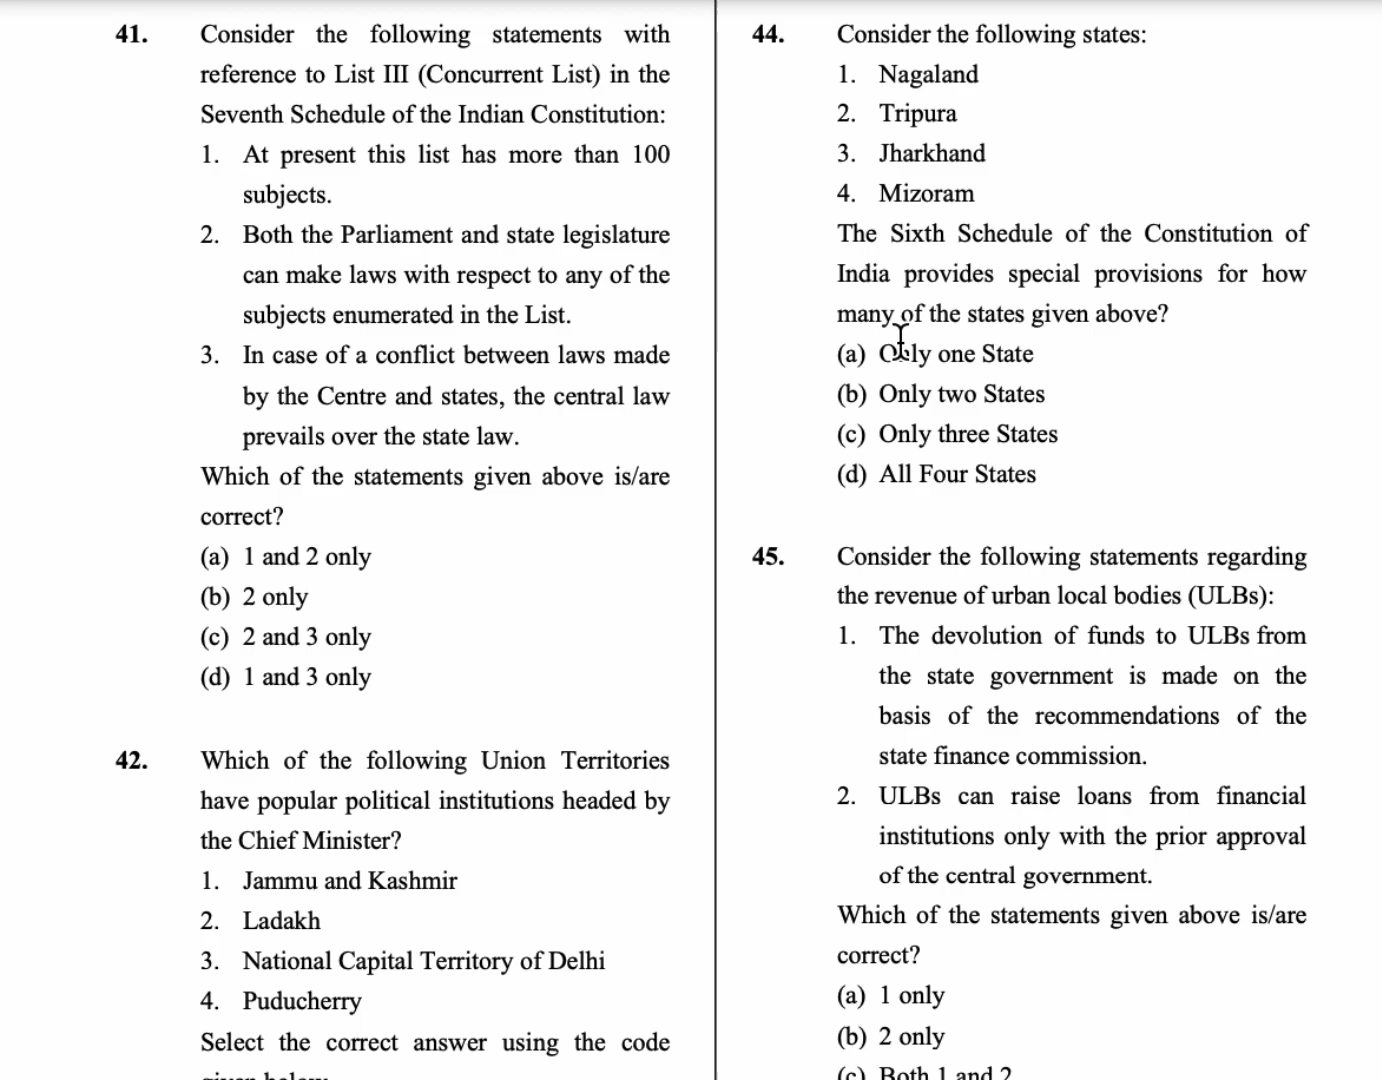 41. Consider the following statements with
reference to List III (Concurrent List) in the
Seventh Schedule of the Indian Constitution:
1. At present this list has more than 100
subjects.
2. Both the Parliament and state legislature
can make laws with respect to any of the
subjects enumerated in the List.
3. In case of a conflict between laws made
by the Centre and states, the central law
prevails over the state law.
Which of the statements given above is/are
correct?
(a) 1 and 2 only
(b) 2 only
(c) 2 and 3 only
(d) 1 and 3 only
42. Which of the following Union Territories
have popular political institutions headed by
the Chief Minister?
1. Jammu and Kashmir
2. Ladakh
3. National Capital Territory of Delhi
4. Puducherry
Select the correct answer using the code
given below
44. Consider the following states:
1. Nagaland
2. Tripura
3. Jharkhand
4. Mizoram
The Sixth Schedule of the Constitution of
India provides special provisions for how
many of the states given above?
(a) Only one State
(b) Only two States
(c) Only three States
(d) All Four States
45. Consider the following statements regarding
the revenue of urban local bodies (ULBs):
1. The devolution of funds to ULBs from
the state government is made on the
basis of the recommendations of the
state finance commission.
2. ULBs can raise loans from financial
institutions only with the prior approval
of the central government.
Which of the statements given above is/are
correct?
(a) 1 only
(b) 2 only
(c) Both 1 and 2